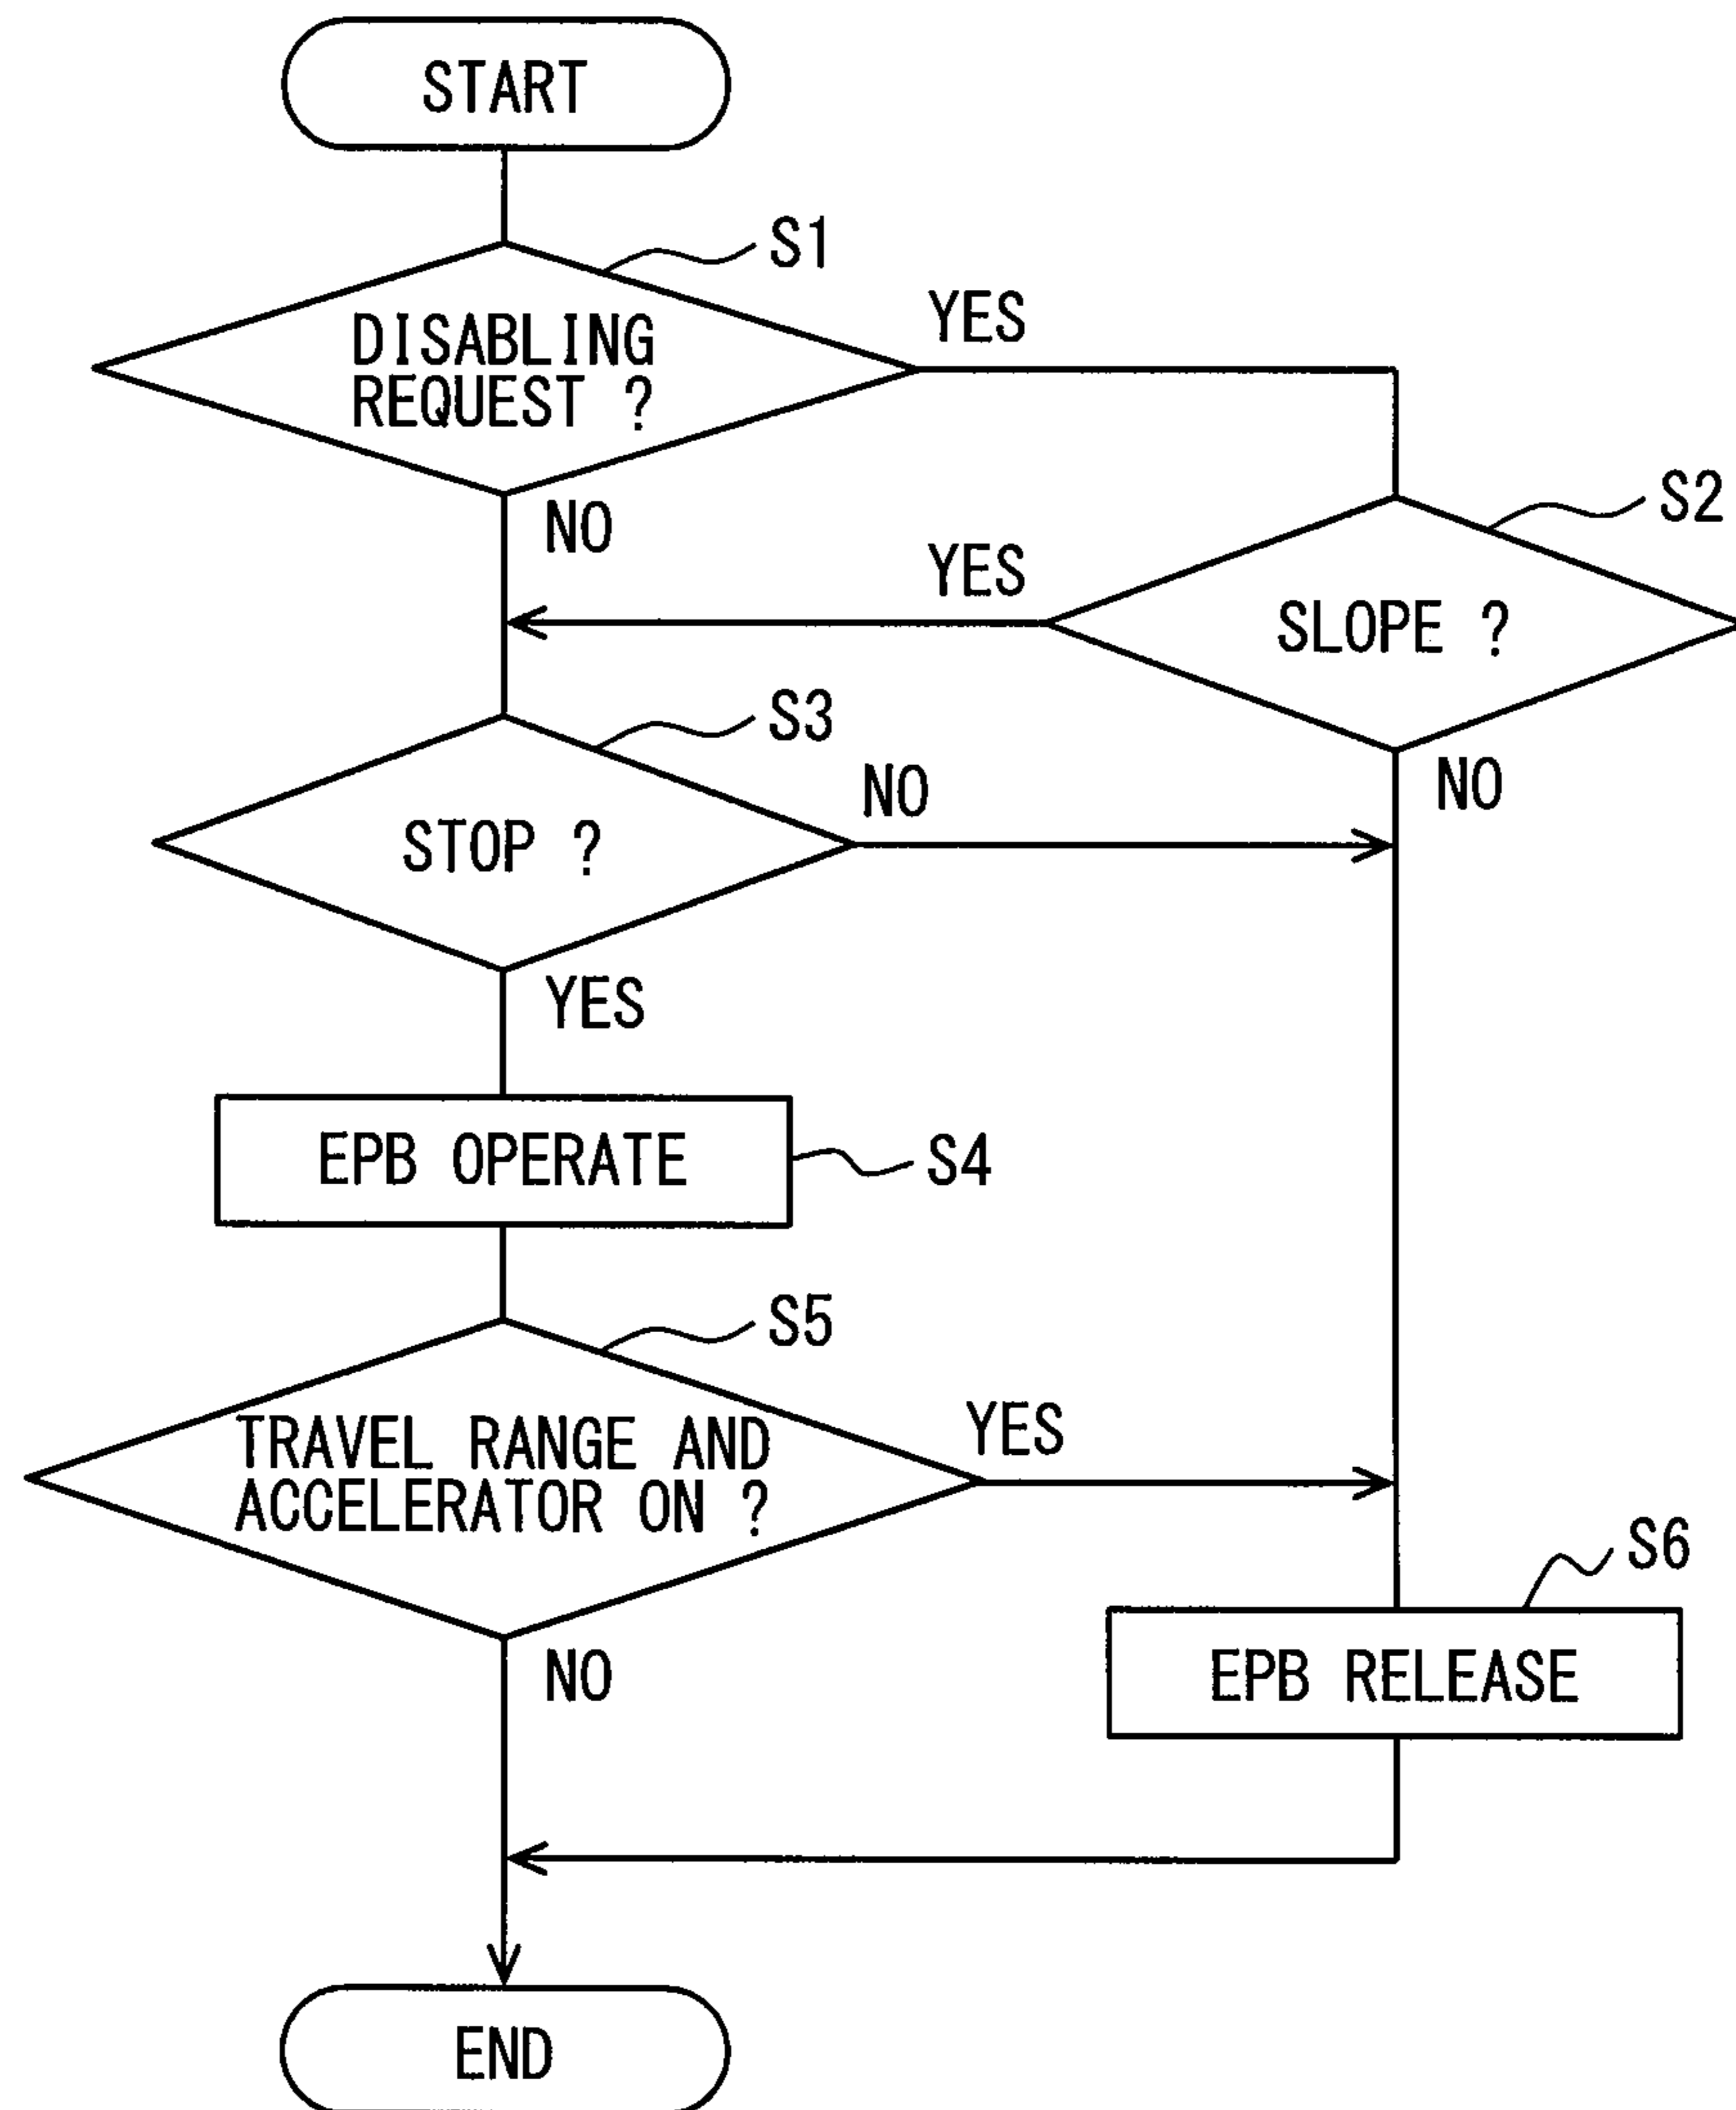 START
S1
DISABLING
REQUEST ?
YES
NO
S2
SLOPE ?
YES
NO
S3
STOP ?
NO
YES
EPB OPERATE
S4
S5
TRAVEL RANGE AND
ACCELERATOR ON ?
YES
NO
S6
EPB RELEASE
END